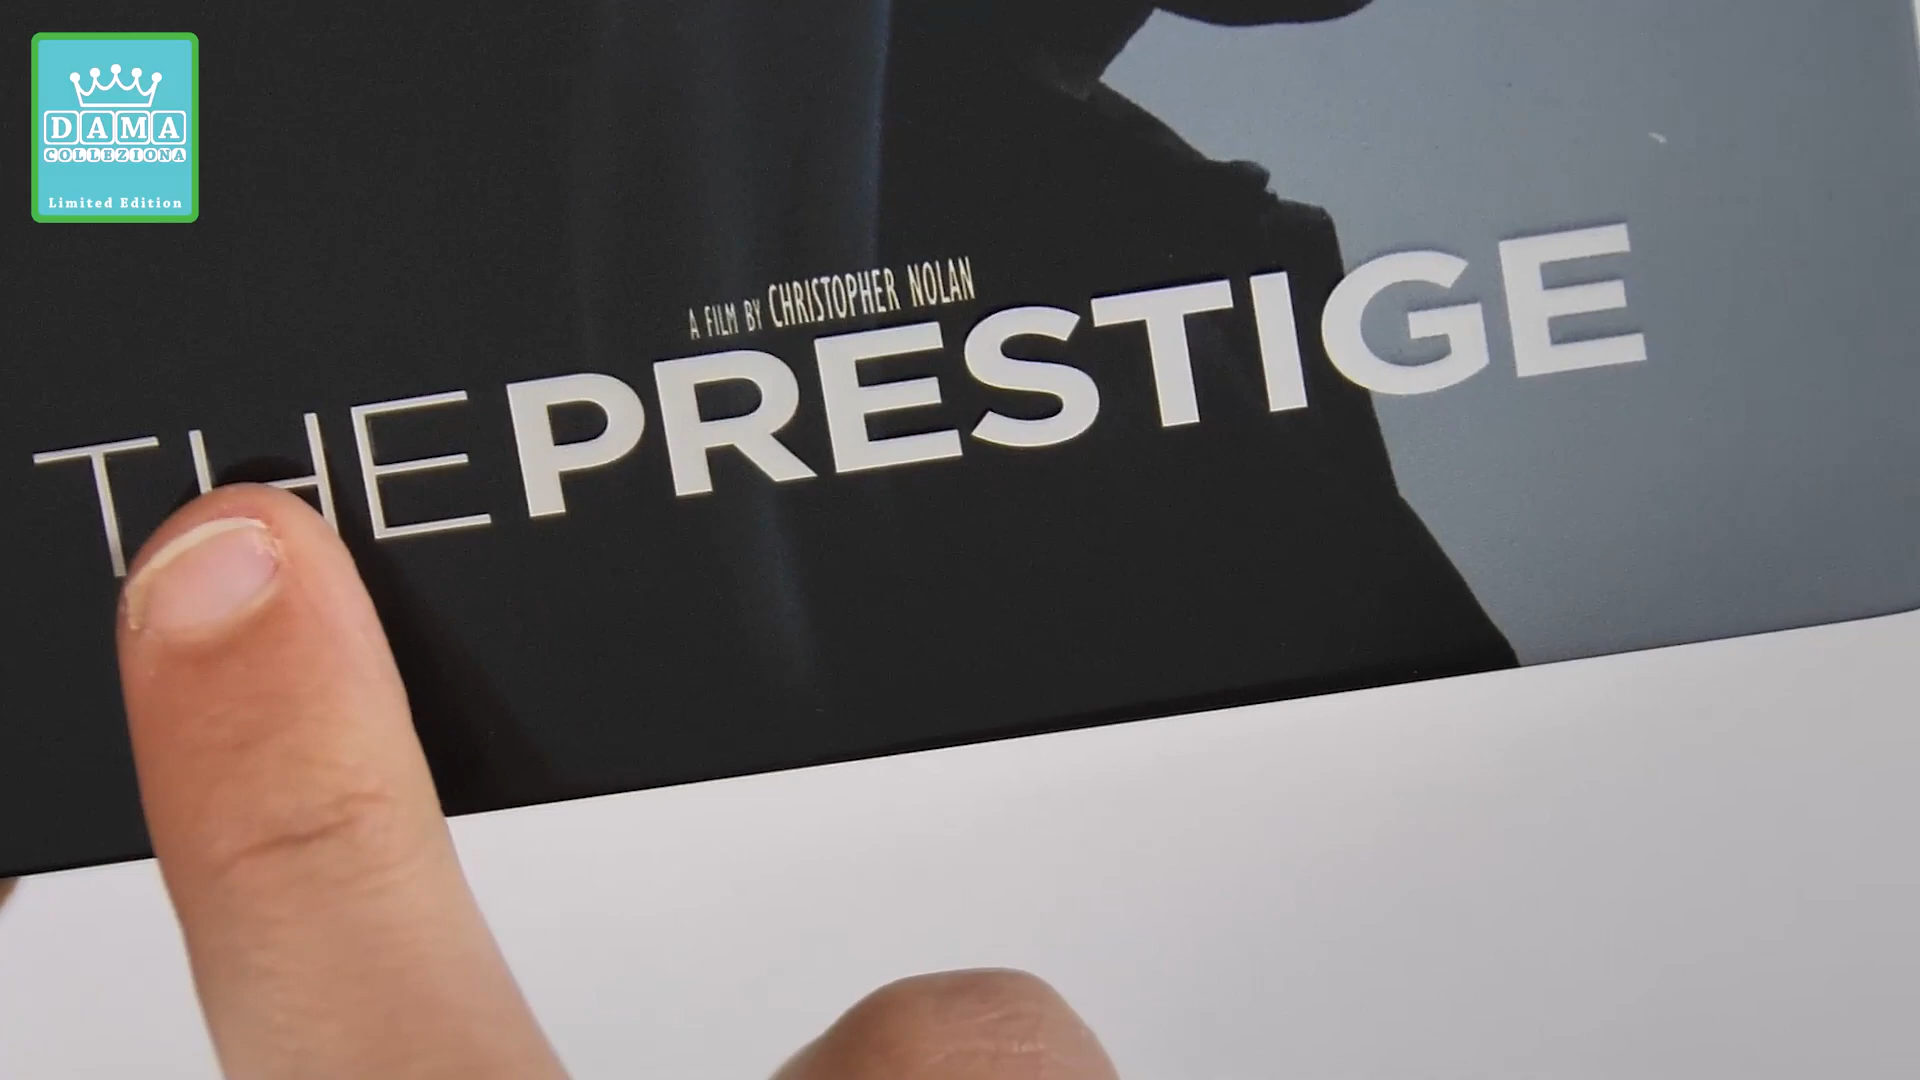 DAMA
COLLEZIONA
Limited Edition
A FILM BY CHRISTOPHER NOLAN
THE PRESTIGE